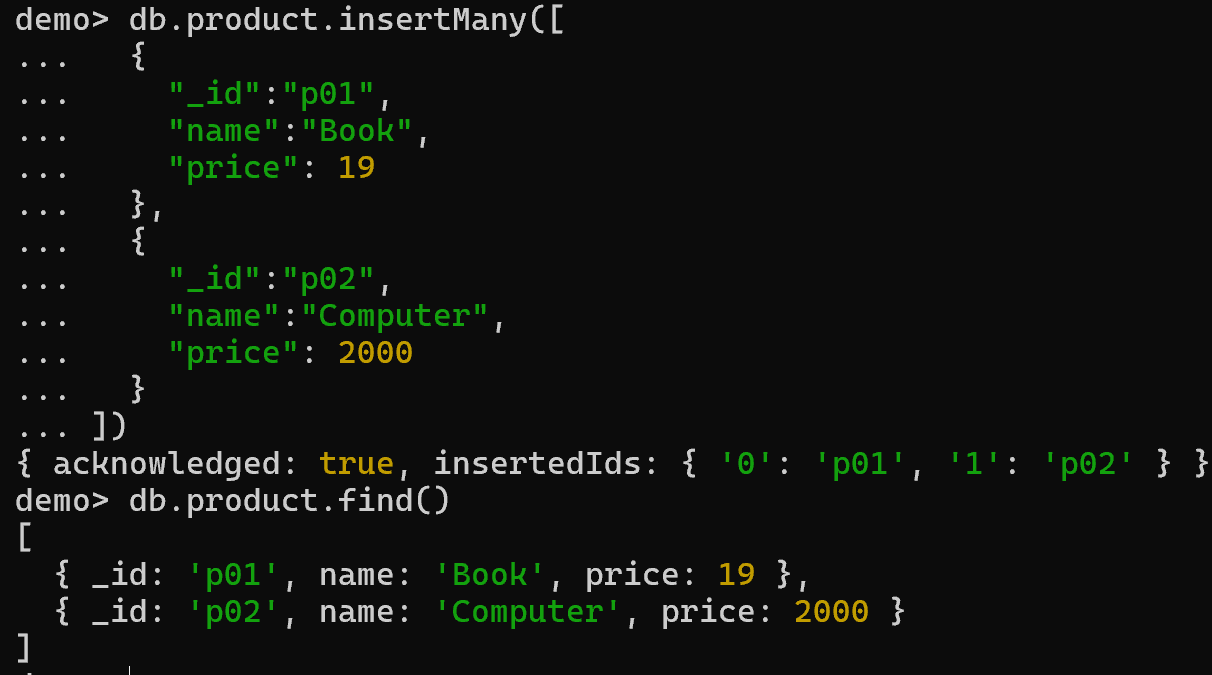 demo> db.product.insertMany([
...   {
...     "_id":"p01",
...     "name":"Book",
...     "price": 19
...   },
...   {
...     "_id":"p02",
...     "name":"Computer",
...     "price": 2000
...   }
... ])
{ acknowledged: true, insertedIds: { '0': 'p01', '1': 'p02' } }
demo> db.product.find()
[
  { _id: 'p01', name: 'Book', price: 19 },
  { _id: 'p02', name: 'Computer', price: 2000 }
]